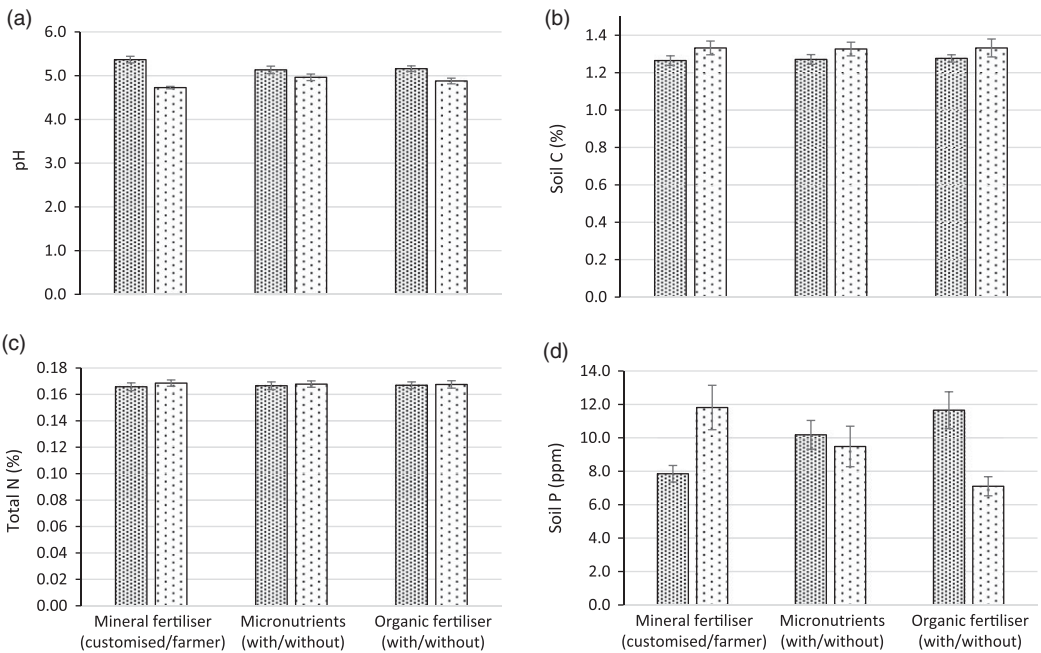 (a)
6.0
5.0
4.0
3.0
2.0
1.0
0.0
pH
(b)
1.4
1.2
1.0
0.8
0.6
0.4
0.2
0.0
Soil C (%)
(c)
0.18
0.16
0.14
0.12
0.10
0.08
0.06
0.04
0.02
0.00
Total N (%)
Mineral fertiliser
(customised/farmer)
Micronutrients
(with/without)
Organic fertiliser
(with/without)
(d)
14.0
12.0
10.0
8.0
6.0
4.0
2.0
0.0
Soil P (ppm)
Mineral fertiliser
(customised/farmer)
Micronutrients
(with/without)
Organic fertiliser
(with/without)